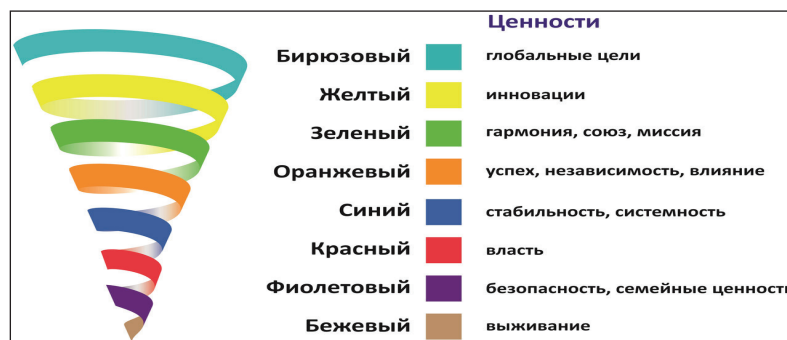 Ценности
Бирюзовый глобальные цели
Желтый инновации
Зеленый гармония, союз, миссия
Оранжевый успех, независимость, влияние
Синий стабильность, системность
Красный власть
Фиолетовый безопасность, семейные ценности
Бежевый выживание